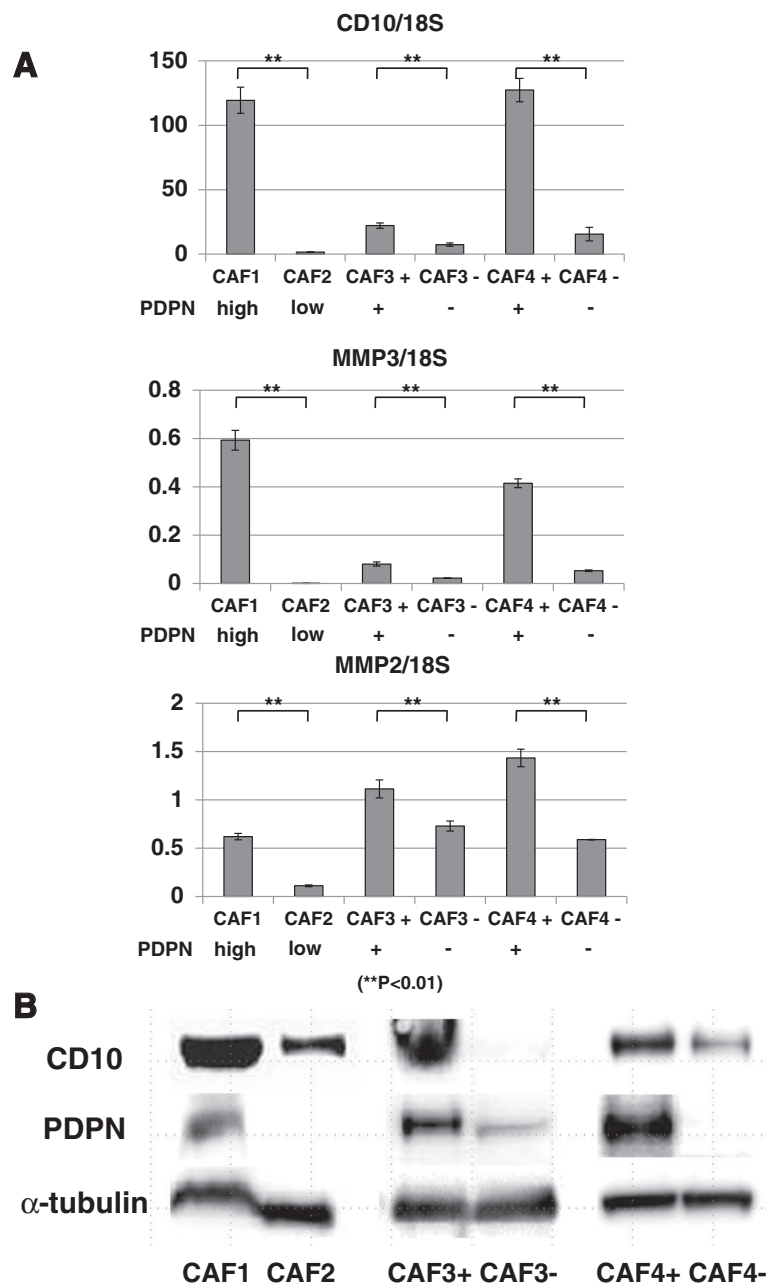 A
CD10/18S
150
100
50
0
** ** **
CAF1 CAF2 CAF3 + CAF3 - CAF4 + CAF4 -
PDPN high low + - + -
MMP3/18S
0.8
0.6
0.4
0.2
0
** ** **
CAF1 CAF2 CAF3 + CAF3 - CAF4 + CAF4 -
PDPN high low + - + -
MMP2/18S
2
1.5
1
0.5
0
** ** **
CAF1 CAF2 CAF3 + CAF3 - CAF4 + CAF4 -
PDPN high low + - + -
(**P<0.01)
B
CD10
PDPN
α-tubulin
CAF1 CAF2 CAF3+ CAF3- CAF4+ CAF4-